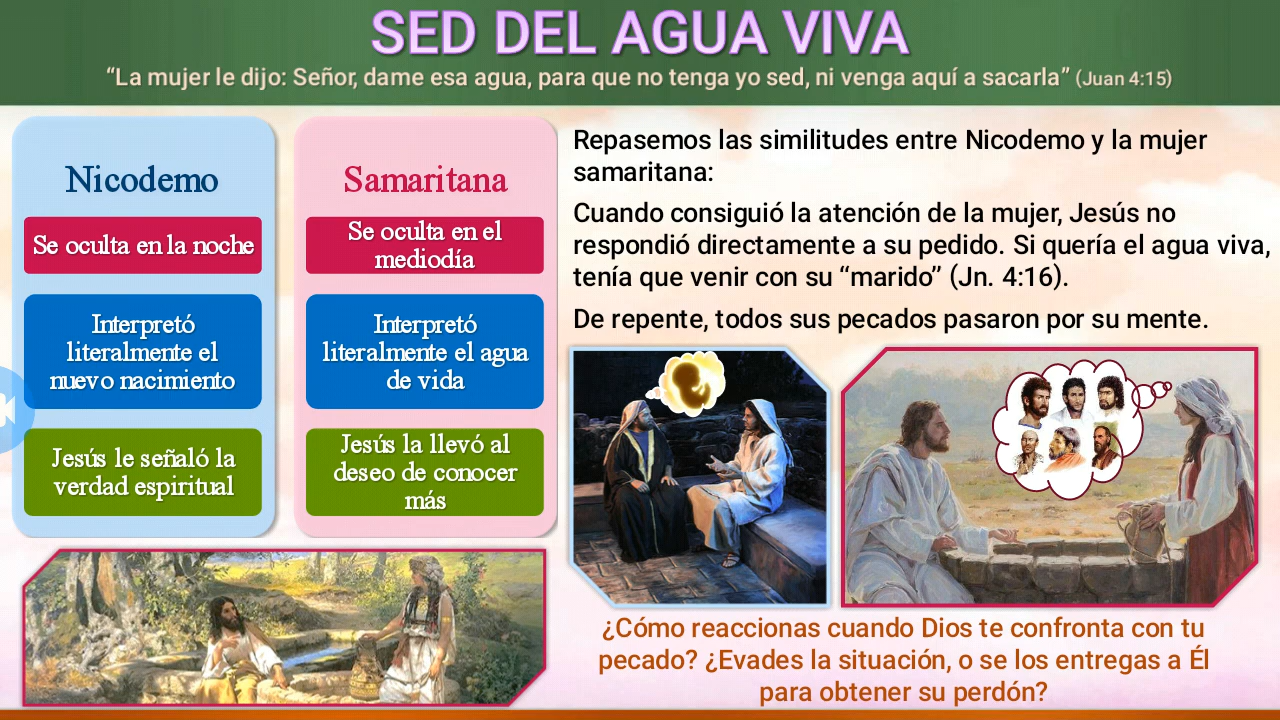 SED DEL AGUA VIVA
“La mujer le dijo: Señor, dame esa agua, para que no tenga yo sed, ni venga aquí a sacarla” (Juan 4:15)
Nicodemo
Se oculta en la noche
Interpretó
literalmente el
nuevo nacimiento
Jesús le señaló la
verdad espiritual
Samaritana
Se oculta en el
mediodía
Interpretó
literalmente el agua
de vida
Jesús la llevó al
deseo de conocer
más
Repasemos las similitudes entre Nicodemo y la mujer
samaritana:
Cuando consiguió la atención de la mujer, Jesús no
respondió directamente a su pedido. Si quería el agua viva,
tenía que venir con su “marido” (Jn. 4:16).
De repente, todos sus pecados pasaron por su mente.
¿Cómo reaccionas cuando Dios te confronta con tu
pecado? ¿Evades la situación, o se los entregas a Él
para obtener su perdón?